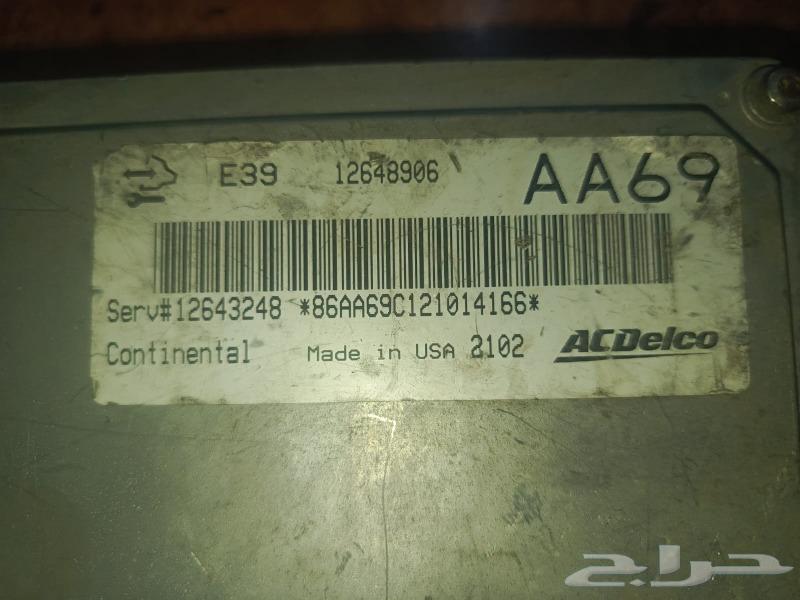 E39 12648906 AA69
Serv#12643248 *86AA69C121014166*
Continental Made in USA 2102 ACDelco
حراج